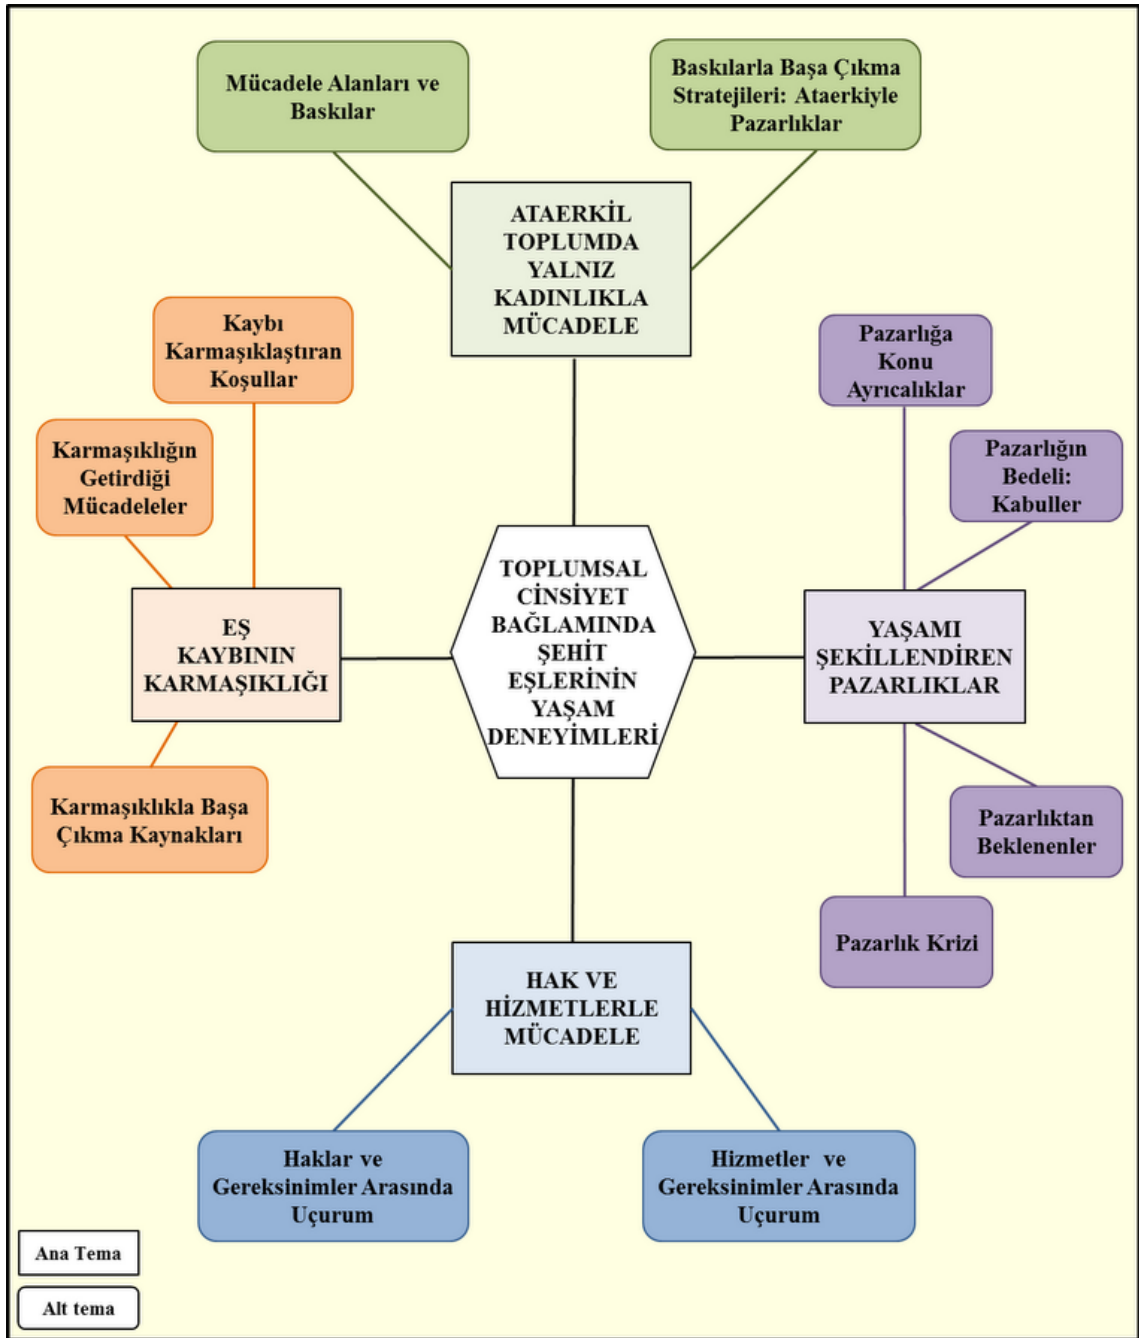 Mücadele Alanları ve
Baskılar
Baskılarla Başa Çıkma
Stratejileri: Ataerkiyle
Pazarlıklar
ATAERKİL
TOPLUMDA
YALNIZ
KADINLIKLA
MÜCADELE
Kaybı
Karmaşıklaştıran
Koşullar
Karmaşıklığın
Getirdiği
Mücadeleler
EŞ
KAYBININ
KARMAŞIKLIĞI
Karmaşıklıkla Başa
Çıkma Kaynakları
TOPLUMSAL
CİNSİYET
BAĞLAMINDA
ŞEHİT
EŞLERİNİN
YAŞAM
DENEYİMLERİ
Pazarlığa
Konu
Ayrıcalıklar
Pazarlığın
Bedeli:
Kabuller
YAŞAMI
ŞEKİLLENDİREN
PAZARLIKLAR
Pazarlıktan
Beklenenler
Pazarlık Krizi
HAK VE
HİZMETLERLE
MÜCADELE
Haklar ve
Gereksinimler Arasında
Uçurum
Hizmetler ve
Gereksinimler Arasında
Uçurum
Ana Tema
Alt tema